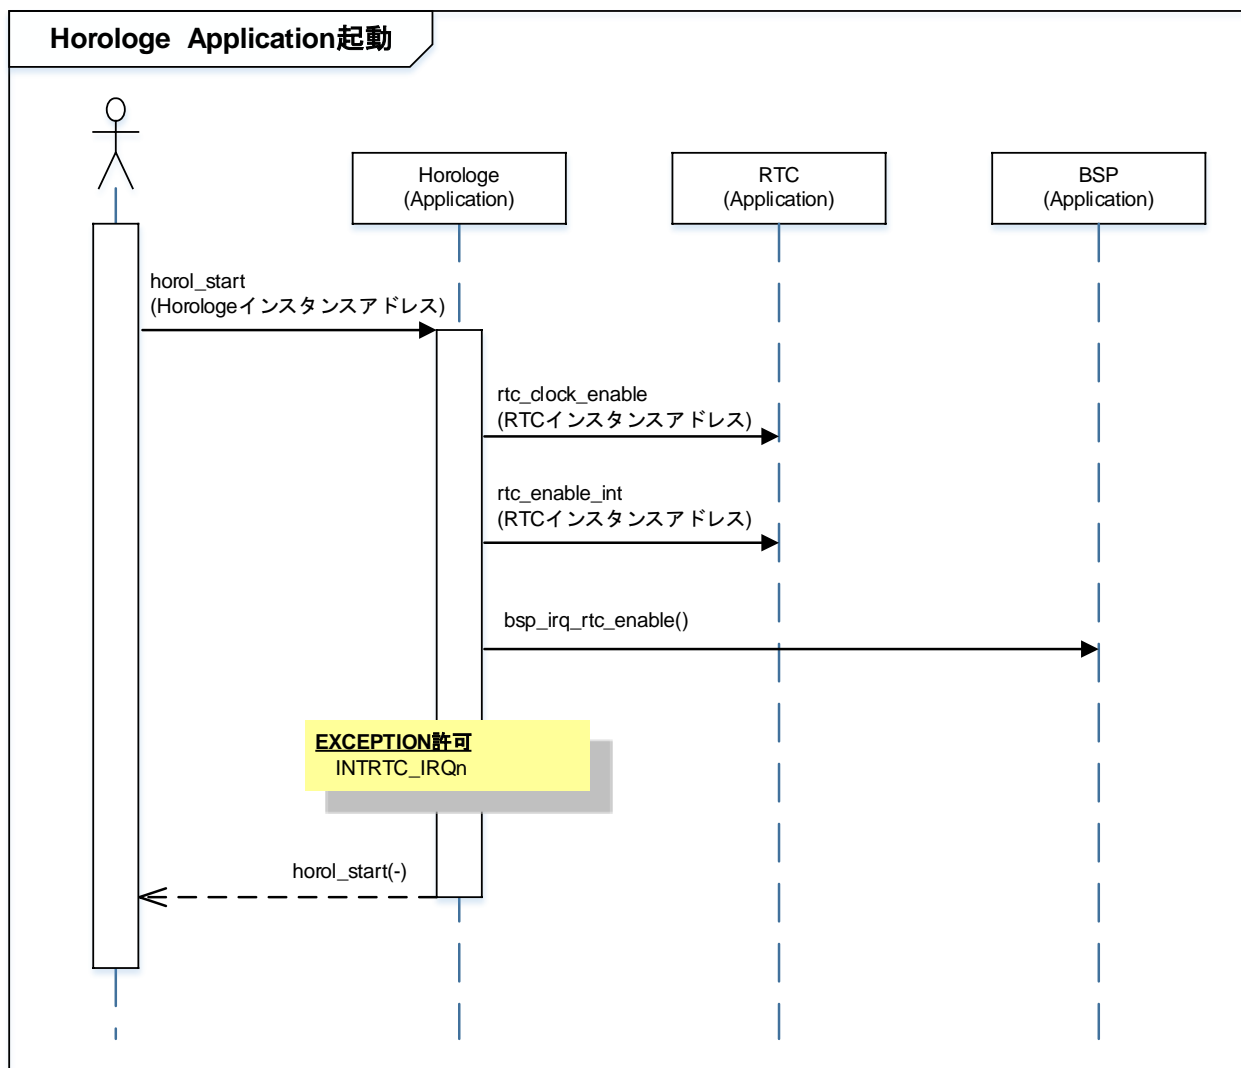 Horologe Application起動
Horologe
(Application)
RTC
(Application)
BSP
(Application)
horol_start
(Horologeインスタンスアドレス)
rtc_clock_enable
(RTCインスタンスアドレス)
rtc_enable_int
(RTCインスタンスアドレス)
bsp_irq_rtc_enable()
EXCEPTION許可
INTRTC_IRQn
horol_start(-)